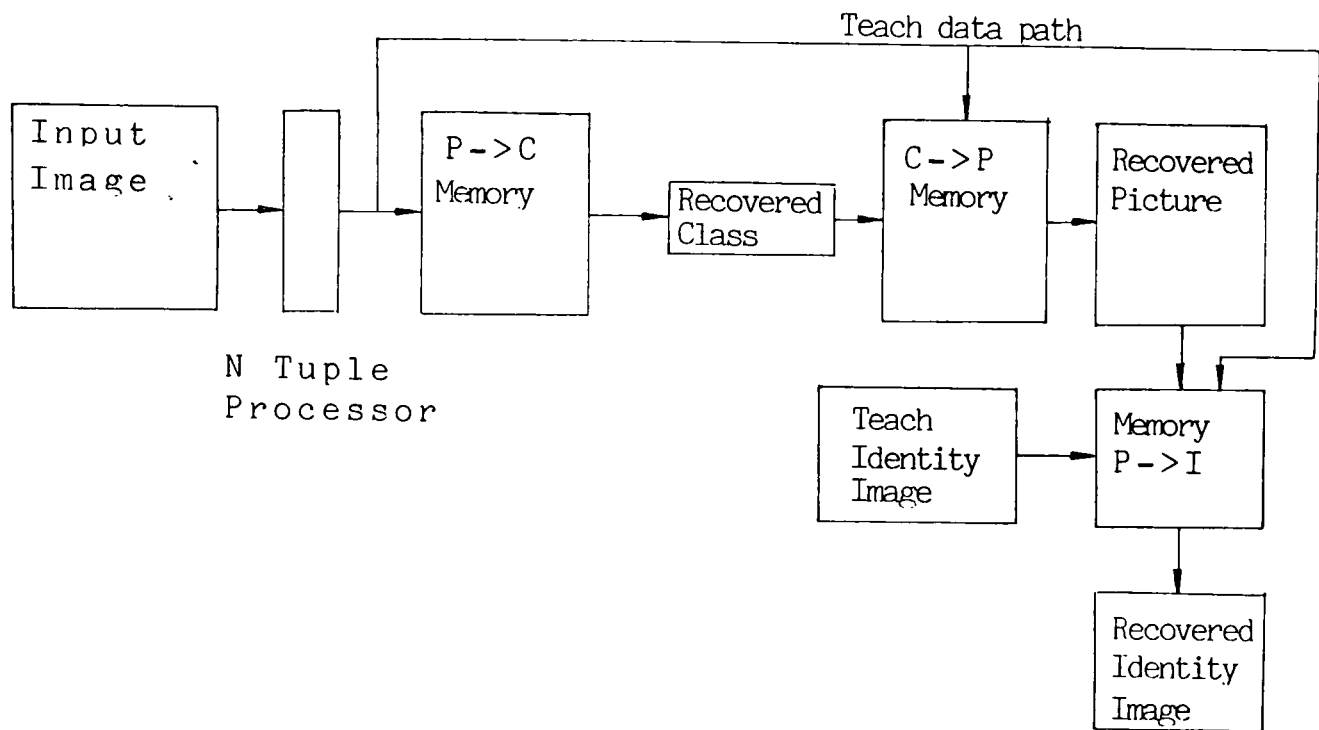 Teach data path
Input
Image
P->C
Memory
Recovered
Class
C->P
Memory
Recovered
Picture
N Tuple
Processor
Teach
Identity
Image
Memory
P->I
Recovered
Identity
Image